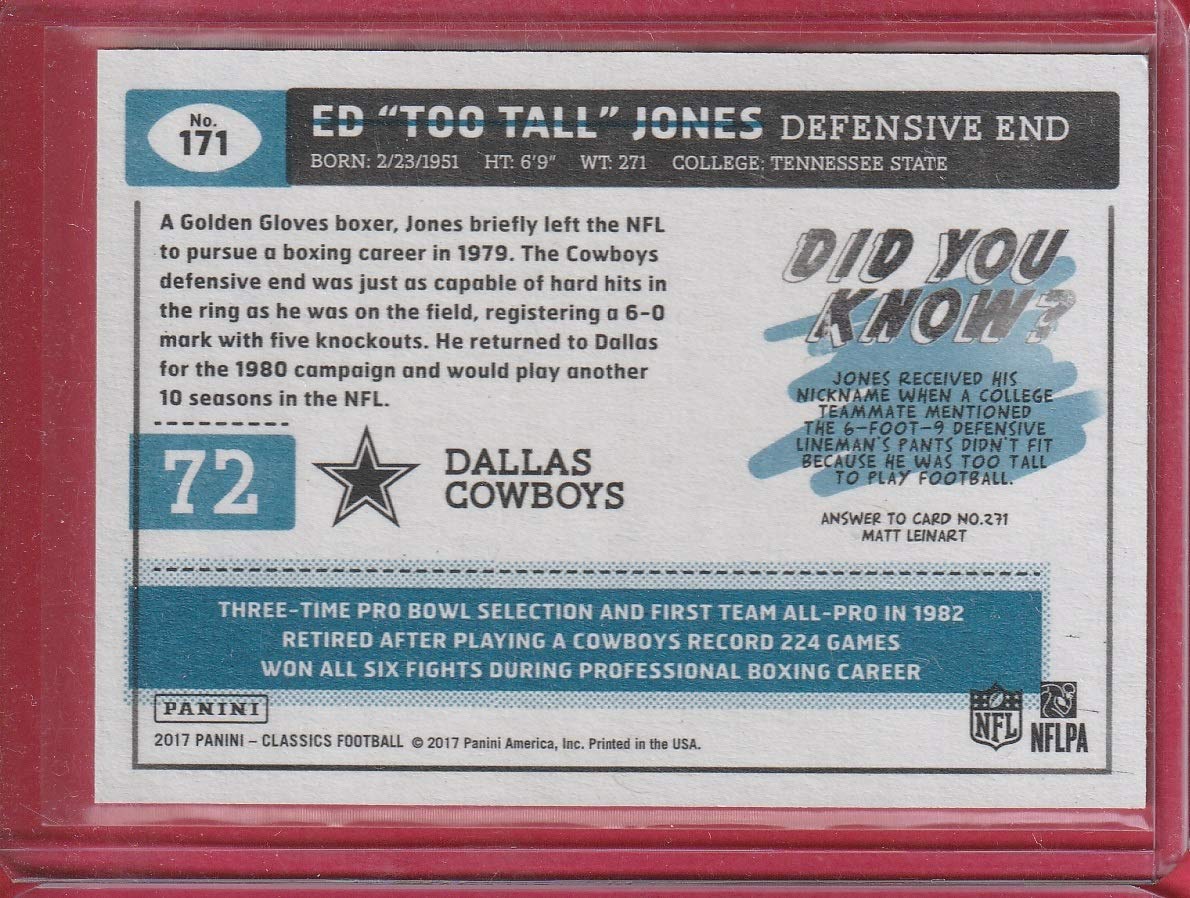 No.
171
ED “TOO TALL” JONES DEFENSIVE END
BORN: 2/23/1951 HT: 6'9" WT: 271 COLLEGE: TENNESSEE STATE
A Golden Gloves boxer, Jones briefly left the NFL
to pursue a boxing career in 1979. The Cowboys
defensive end was just as capable of hard hits in
the ring as he was on the field, registering a 6-0
mark with five knockouts. He returned to Dallas
for the 1980 campaign and would play another
10 seasons in the NFL.
DID YOU
KNOW?
JONES RECEIVED HIS
NICKNAME WHEN A COLLEGE
TEAMMATE MENTIONED
THE 6-FOOT-9 DEFENSIVE
LINEMAN'S PANTS DIDN'T FIT
BECAUSE HE WAS TOO TALL
TO PLAY FOOTBALL.
ANSWER TO CARD NO.271
MATT LEINART
72
DALLAS
COWBOYS
THREE-TIME PRO BOWL SELECTION AND FIRST TEAM ALL-PRO IN 1982
RETIRED AFTER PLAYING A COWBOYS RECORD 224 GAMES
WON ALL SIX FIGHTS DURING PROFESSIONAL BOXING CAREER
PANINI
2017 PANINI – CLASSICS FOOTBALL © 2017 Panini America, Inc. Printed in the USA.
NFL
NFLPA